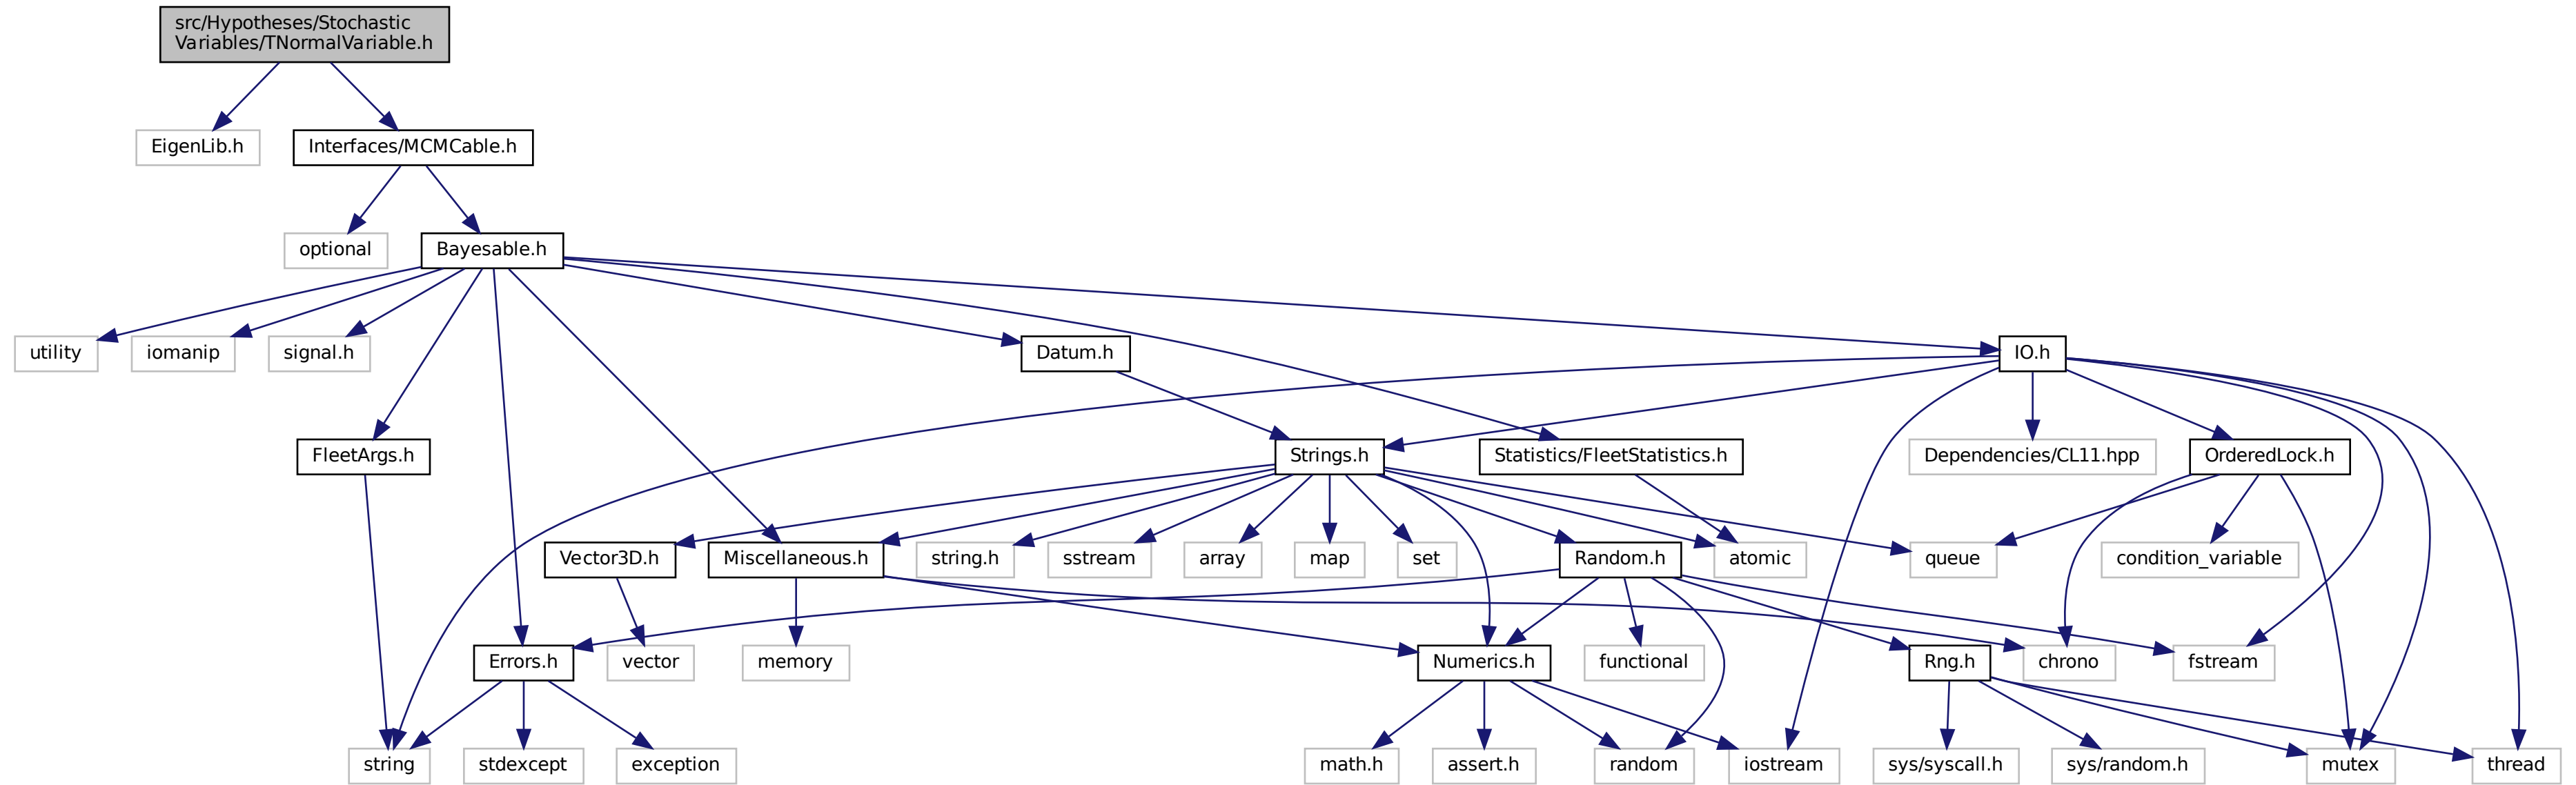 src/Hypotheses/Stochastic
Variables/TNormalVariable.h
EigenLib.h
Interfaces/MCMCable.h
optional
Bayesable.h
utility
iomanip
signal.h
Datum.h
IO.h
FleetArgs.h
Strings.h
Statistics/FleetStatistics.h
Dependencies/CL11.hpp
OrderedLock.h
Vector3D.h
Miscellaneous.h
string.h
sstream
array
map
set
Random.h
atomic
queue
condition_variable
Errors.h
vector
memory
Numerics.h
functional
Rng.h
chrono
fstream
string
stdexcept
exception
math.h
assert.h
random
iostream
sys/syscall.h
sys/random.h
mutex
thread